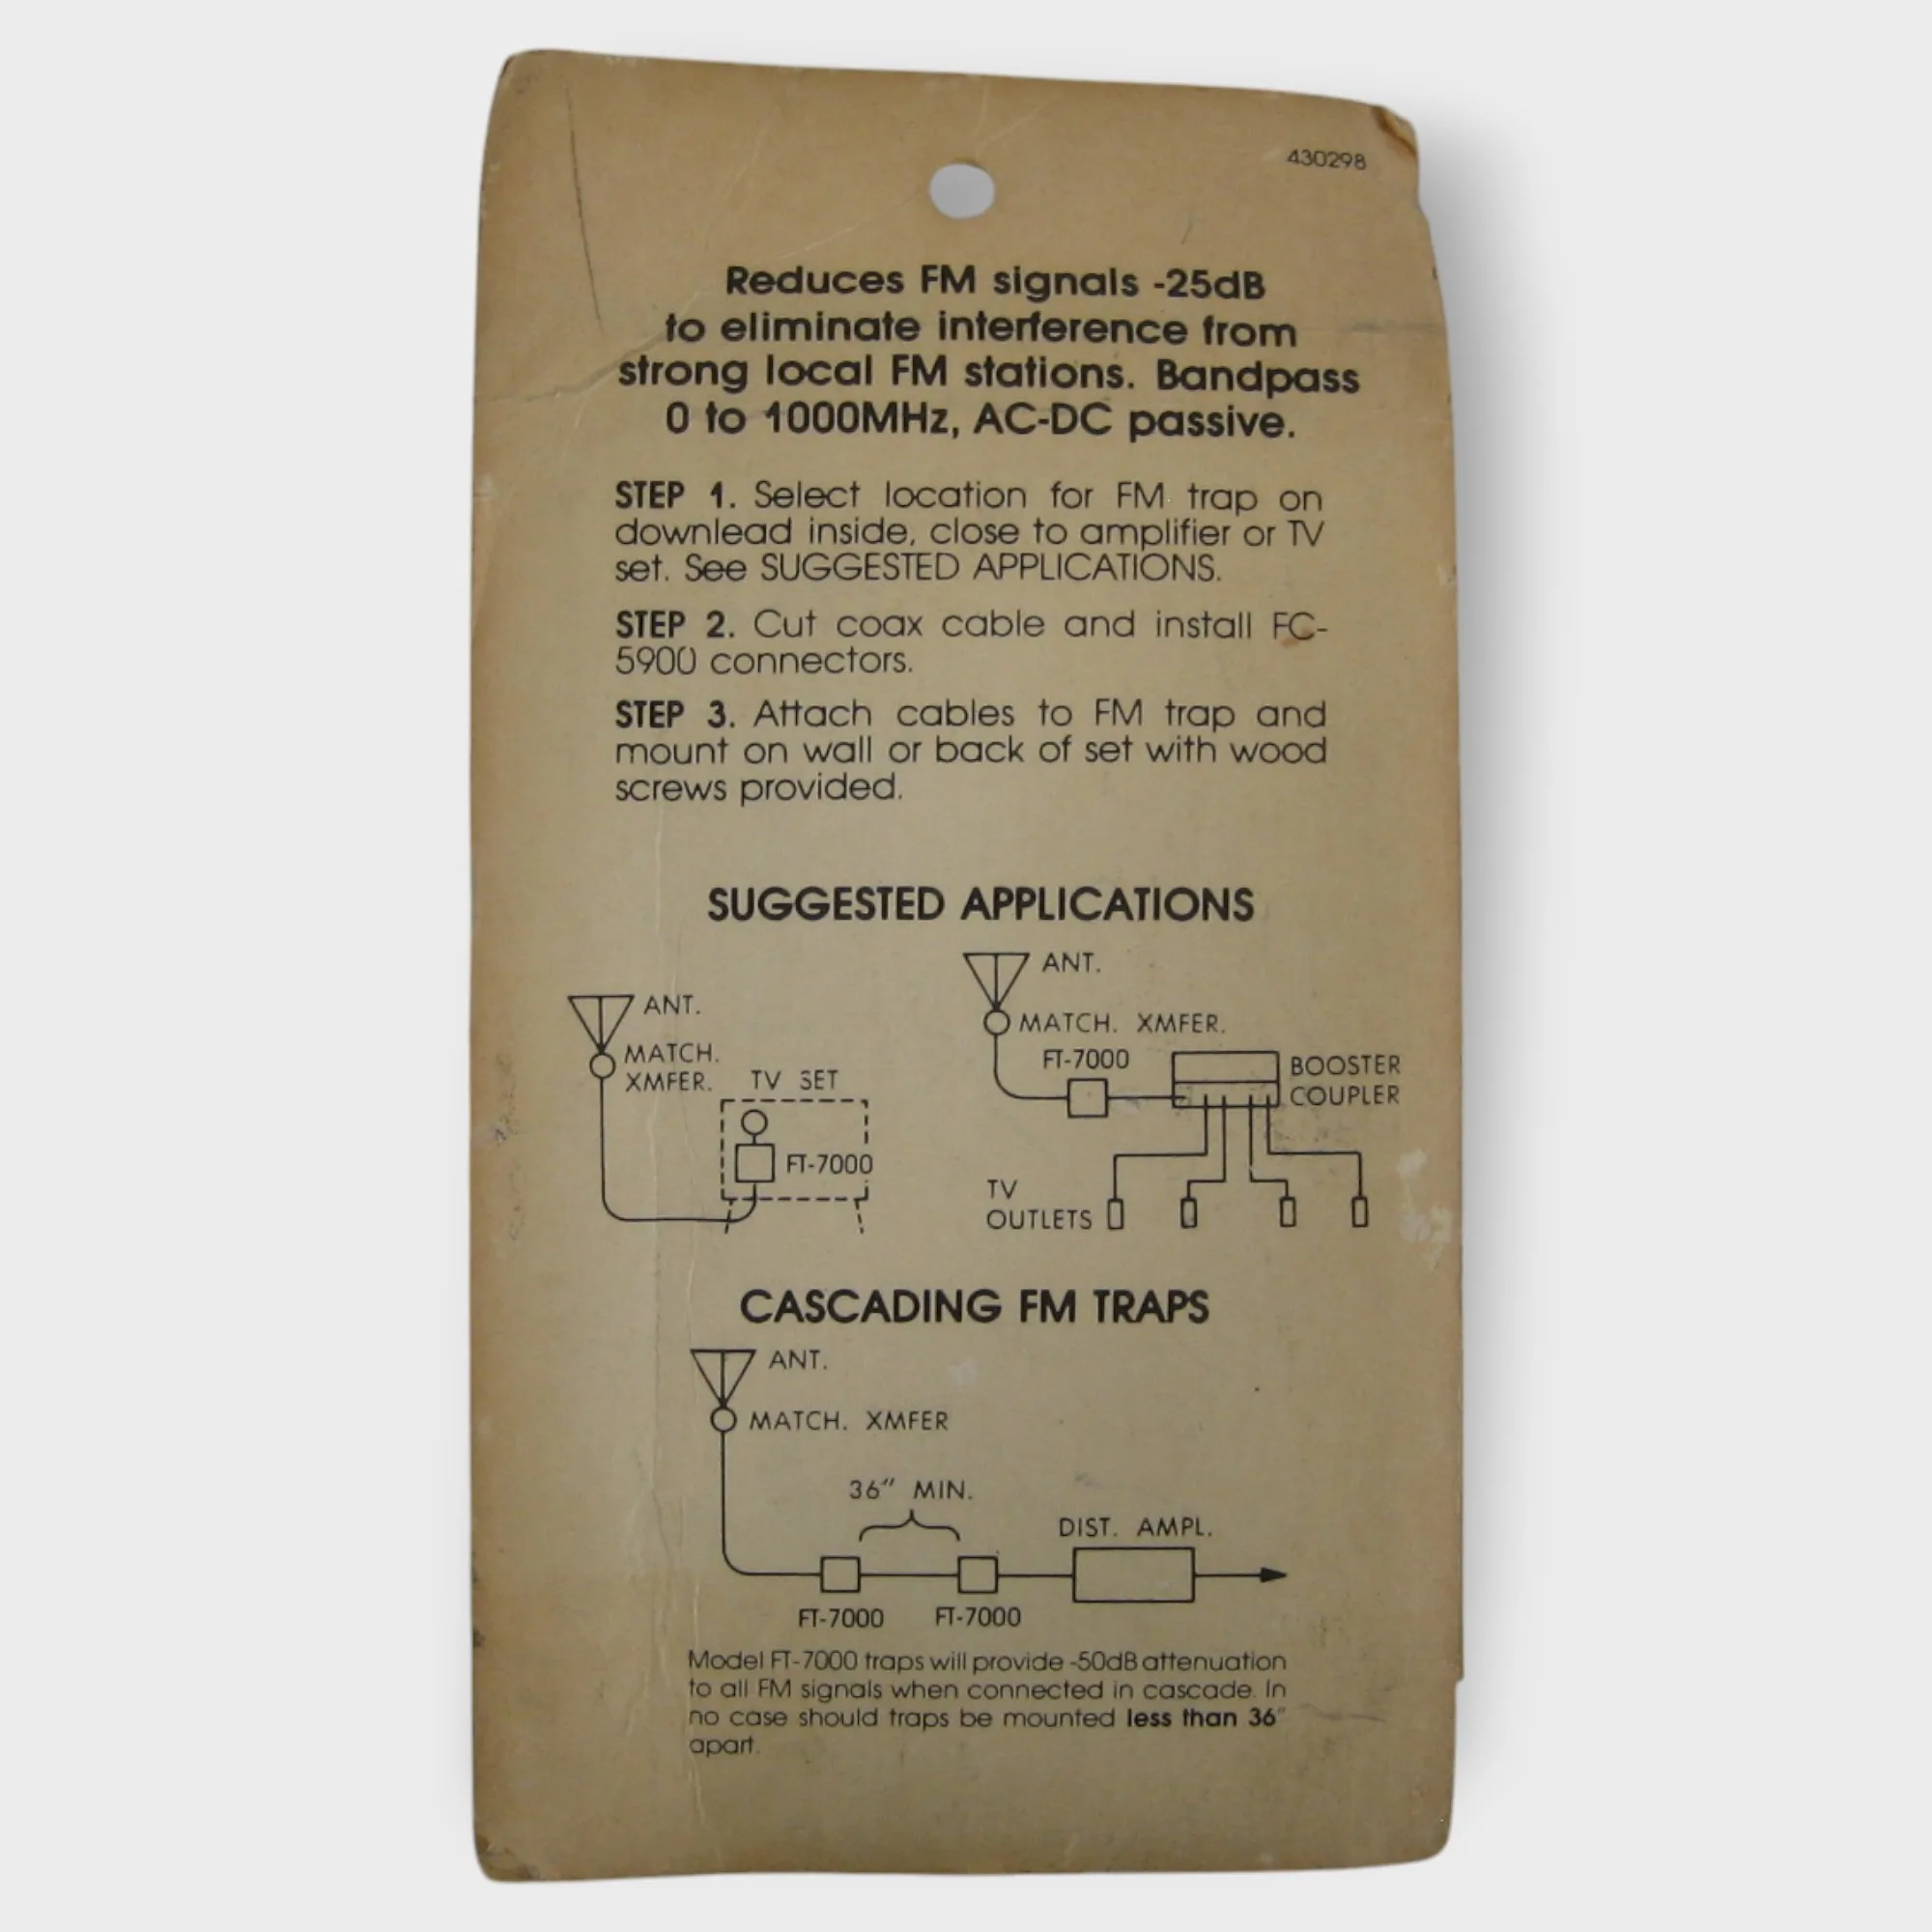 430298
Reduces FM signals -25dB
to eliminate interference from
strong local FM stations. Bandpass
0 to 1000MHz, AC-DC passive.
STEP 1. Select location for FM trap on
downlead inside, close to amplifier or TV
set. See SUGGESTED APPLICATIONS.
STEP 2. Cut coax cable and install FC-
5900 connectors.
STEP 3. Attach cables to FM trap and
mount on wall or back of set with wood
screws provided.
SUGGESTED APPLICATIONS
ANT.
MATCH.
XMFER.
TV SET
FT-7000
ANT.
MATCH. XMFER.
FT-7000
BOOSTER
COUPLER
TV
OUTLETS
CASCADING FM TRAPS
ANT.
MATCH. XMFER
36" MIN.
DIST. AMPL.
FT-7000 FT-7000
Model FT-7000 traps will provide -50dB attenuation
to all FM signals when connected in cascade. In
no case should traps be mounted less than 36"
apart.